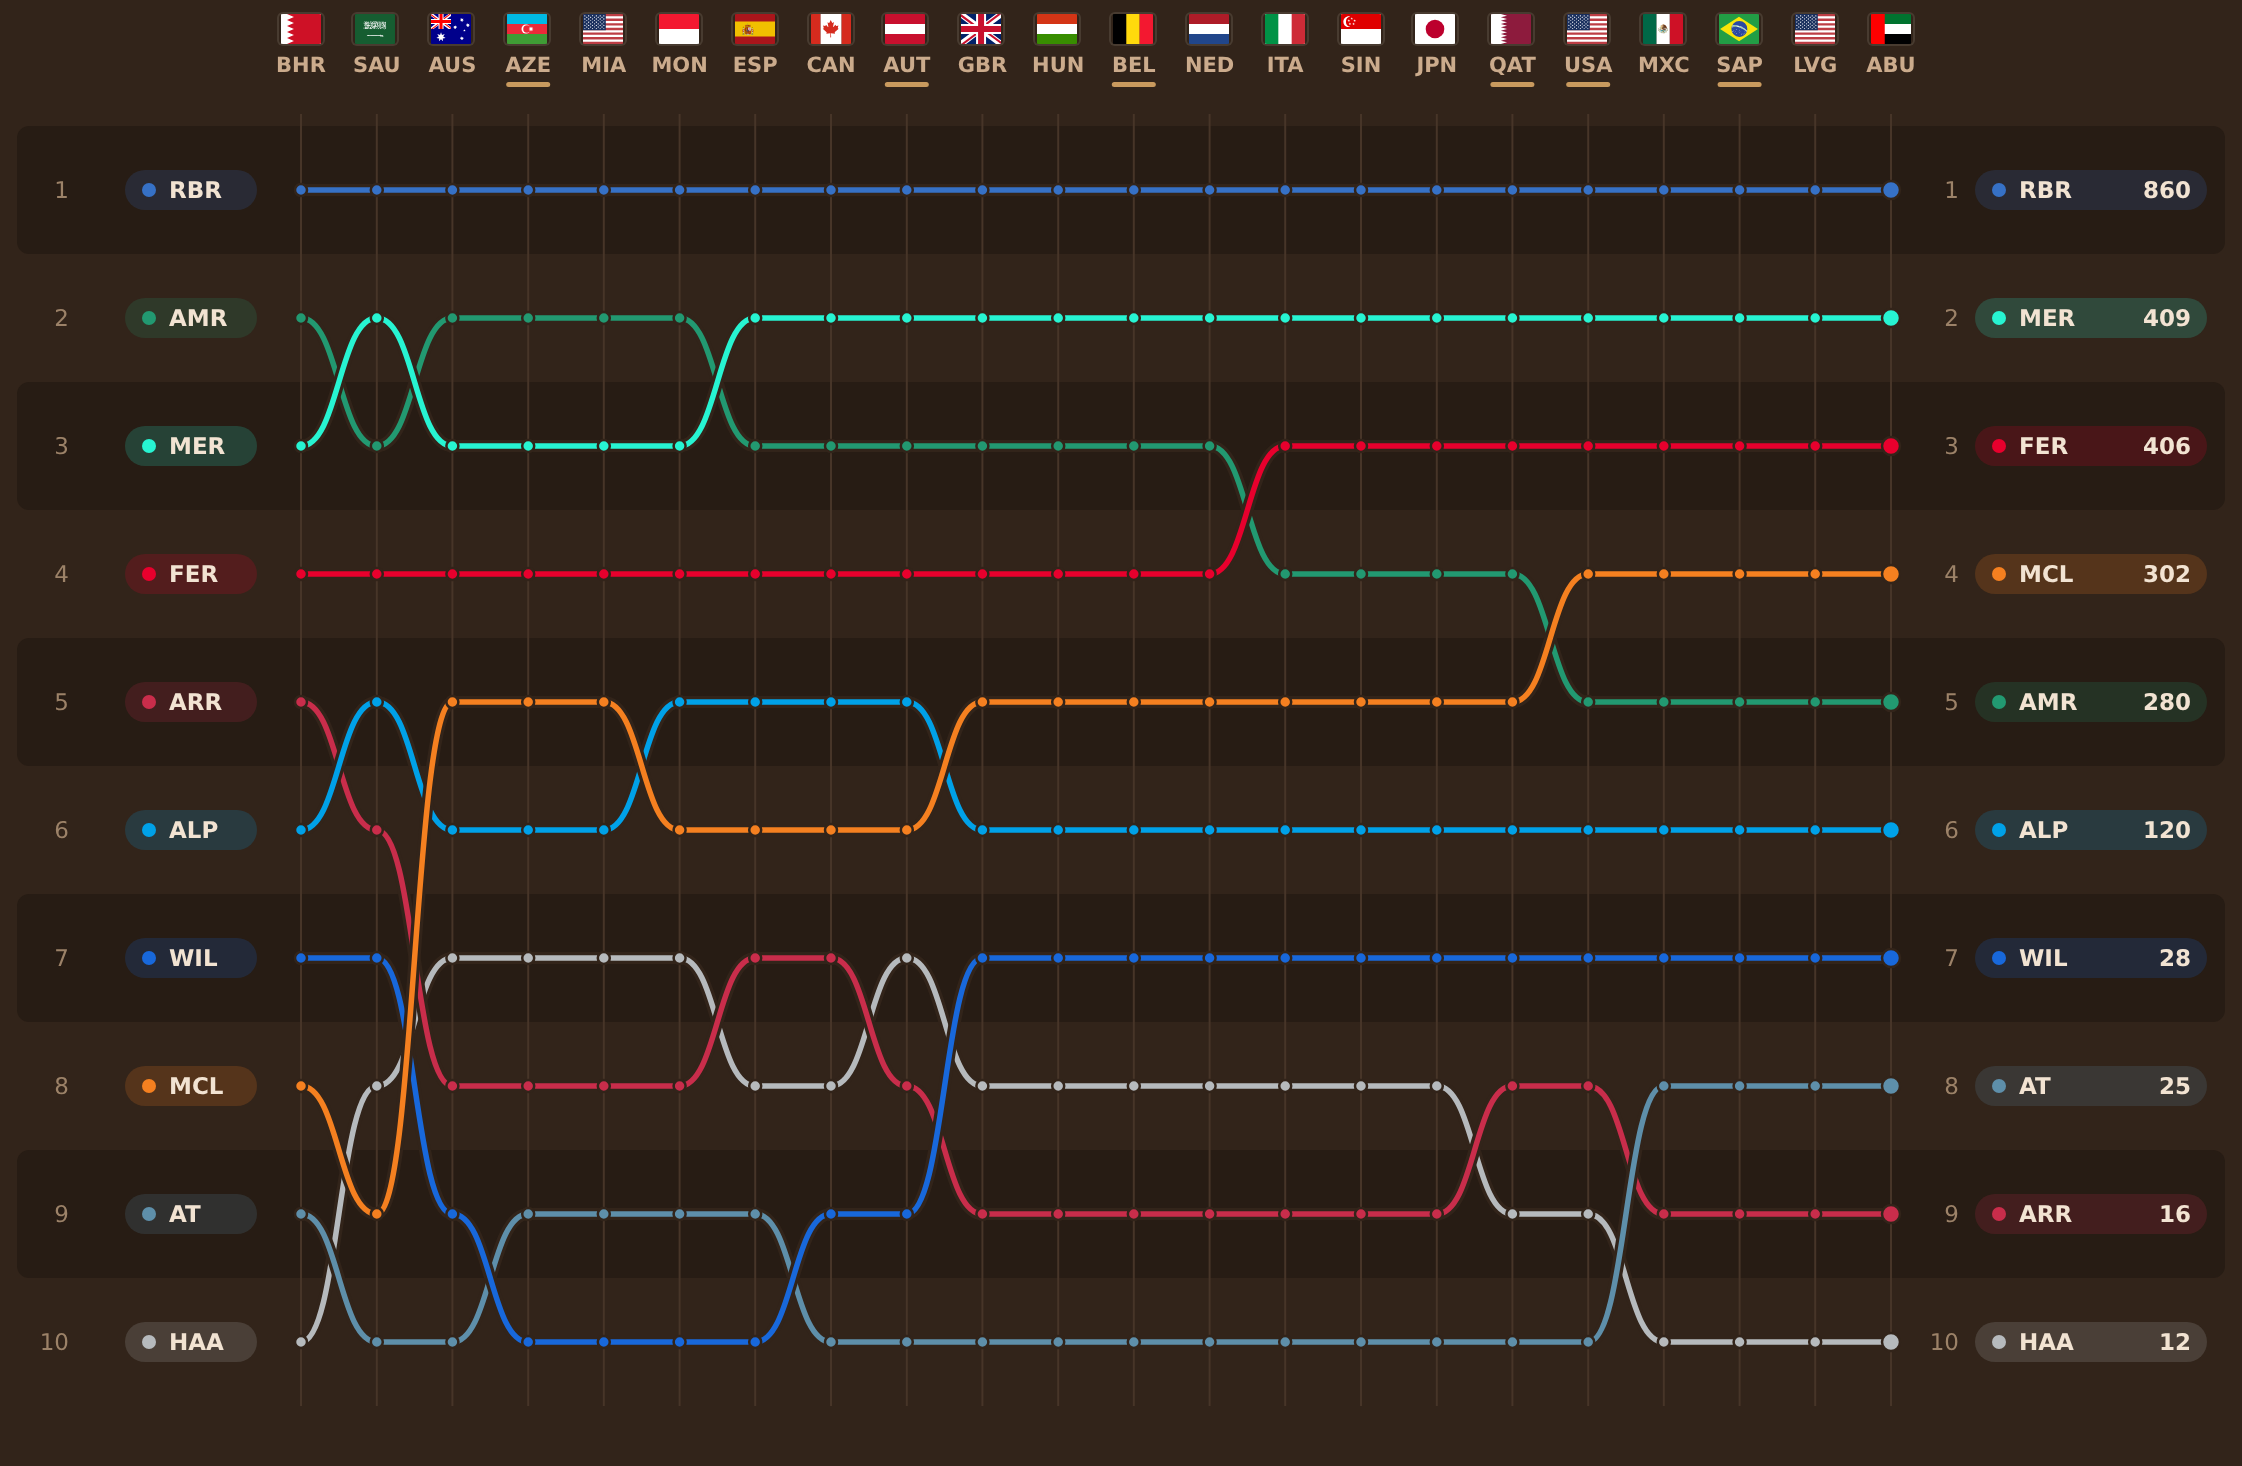 BHR SAU AUS AZE MIA MON ESP CAN AUT GBR HUN BEL NED ITA SIN JPN QAT USA MXC SAP LVG ABU
1 RBR 1 RBR 860
2 AMR 2 MER 409
3 MER 3 FER 406
4 FER 4 MCL 302
5 ARR 5 AMR 280
6 ALP 6 ALP 120
7 WIL 7 WIL 28
8 MCL 8 AT 25
9 AT 9 ARR 16
10 HAA 10 HAA 12